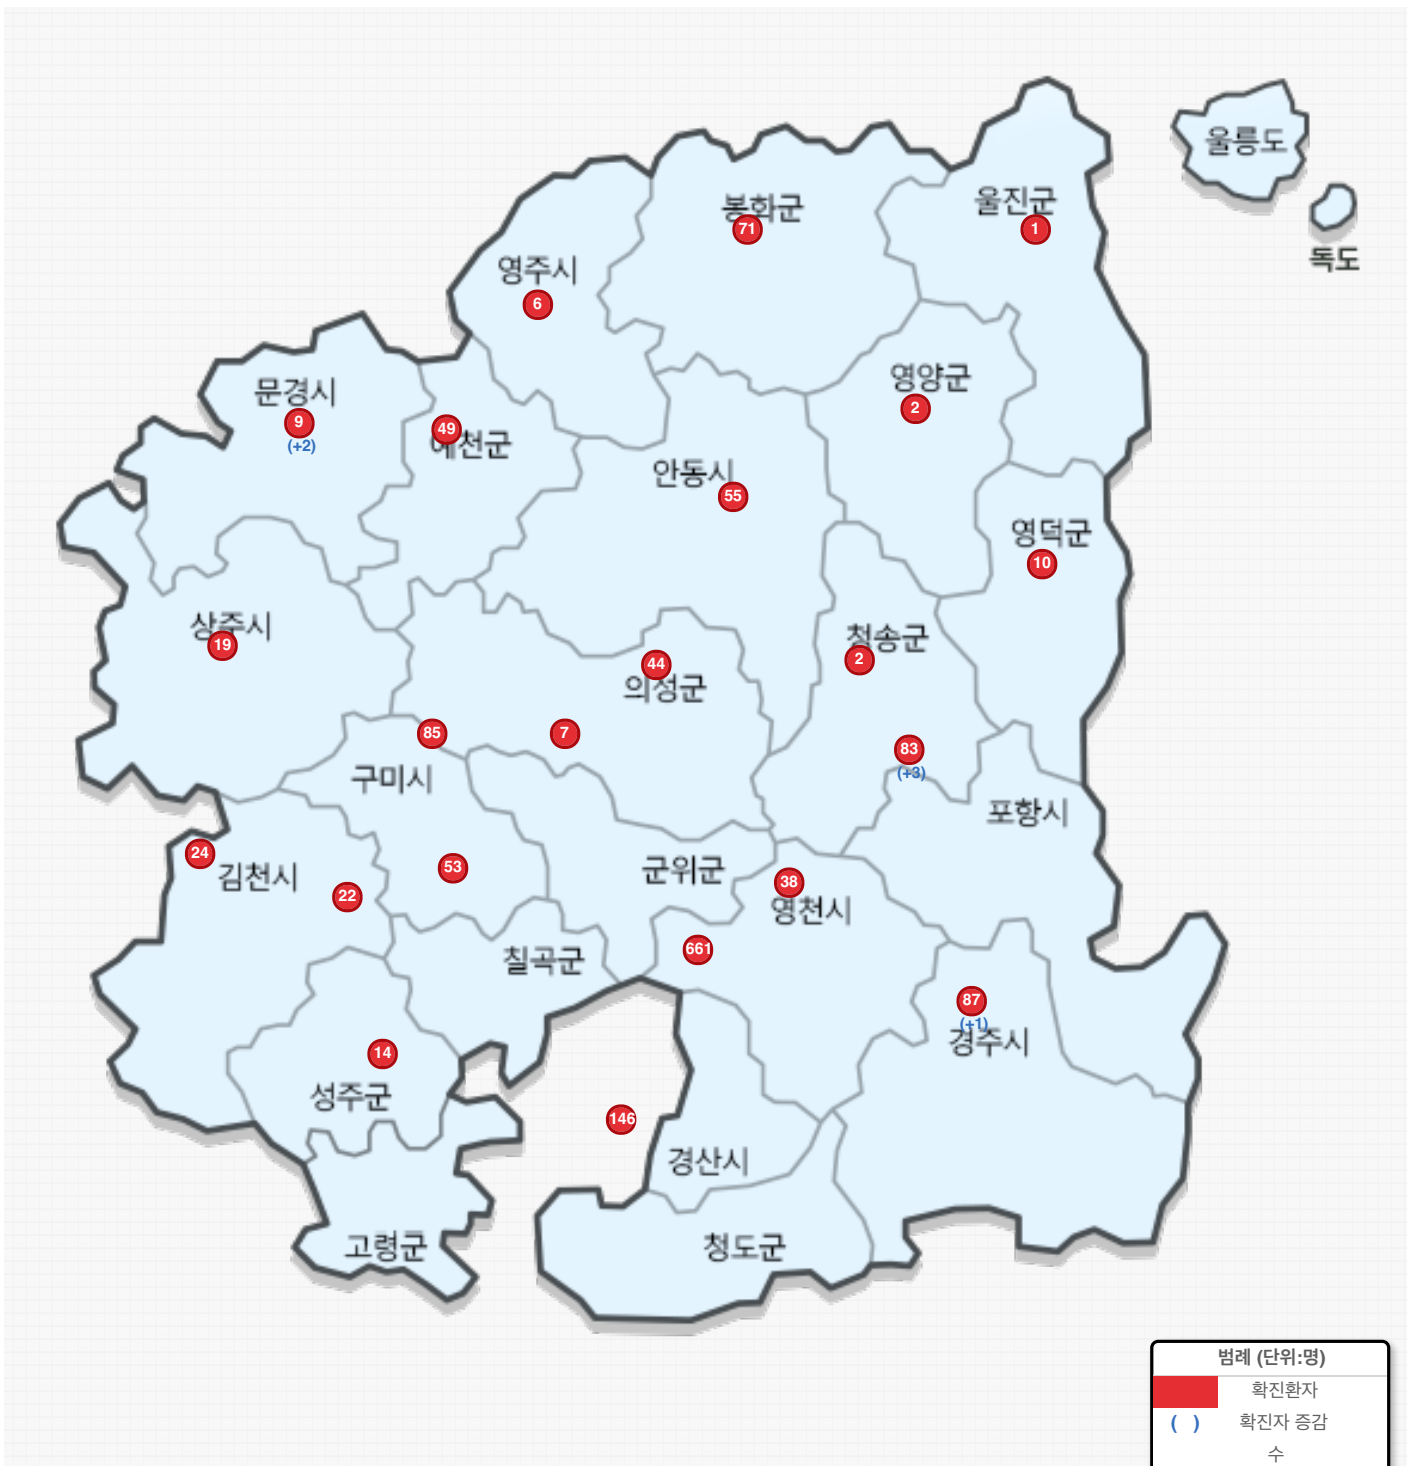 울릉도
독도
울진군
1
봉화군
71
영주시
6
영양군
2
문경시
9
(+2)
49
예천군
안동시
55
영덕군
10
상주시
19
청송군
2
44
의성군
85
7
83
(+3)
구미시
포항시
24
김천시
22
53
군위군
38
영천시
661
칠곡군
87
(+1)
경주시
14
성주군
146
경산시
고령군
청도군
범례 (단위:명)
확진환자
( ) 확진자 증감
수